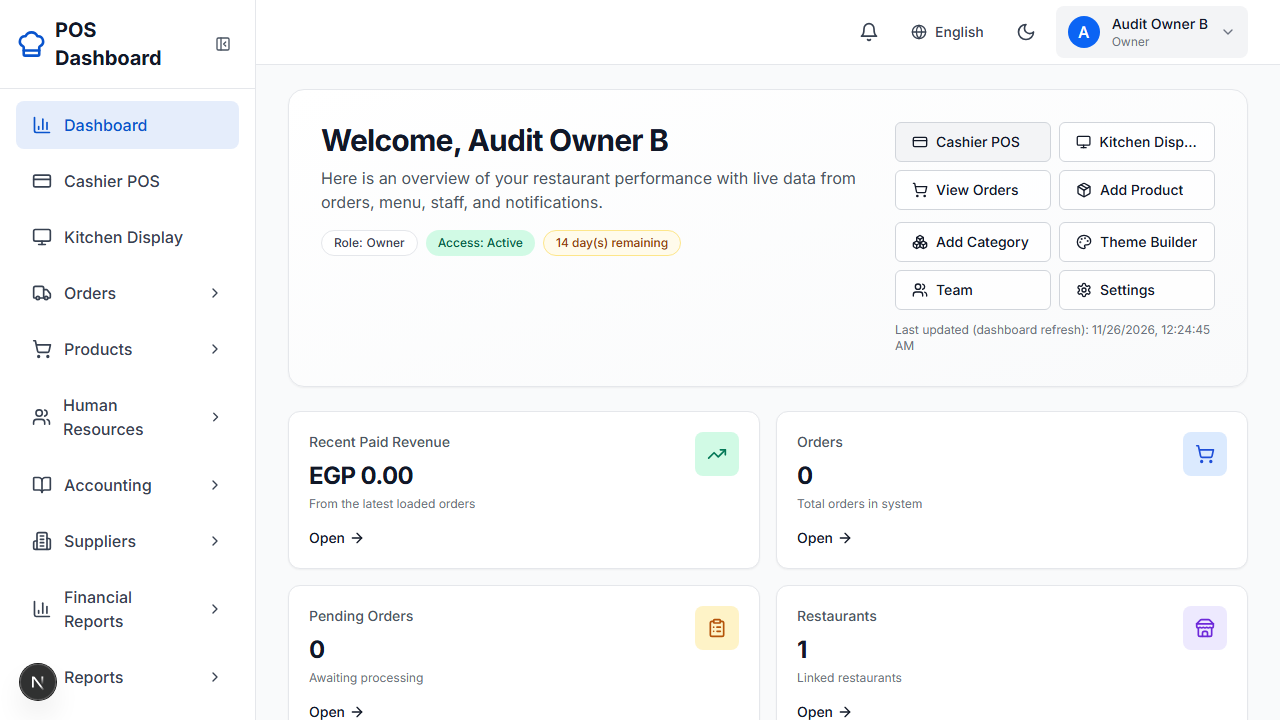 POS
Dashboard
Dashboard
Cashier POS
Kitchen Display
Orders
Products
Human
Resources
Accounting
Suppliers
Financial
Reports
Reports
N
English
A
Audit Owner B
Owner
Welcome, Audit Owner B
Here is an overview of your restaurant performance with live data from
orders, menu, staff, and notifications.
Role: Owner
Access: Active
14 day(s) remaining
Cashier POS
Kitchen Disp...
View Orders
Add Product
Add Category
Theme Builder
Team
Settings
Last updated (dashboard refresh): 11/26/2026, 12:24:45
AM
Recent Paid Revenue
EGP 0.00
From the latest loaded orders
Open →
Orders
0
Total orders in system
Open →
Pending Orders
0
Awaiting processing
Open →
Restaurants
1
Linked restaurants
Open →